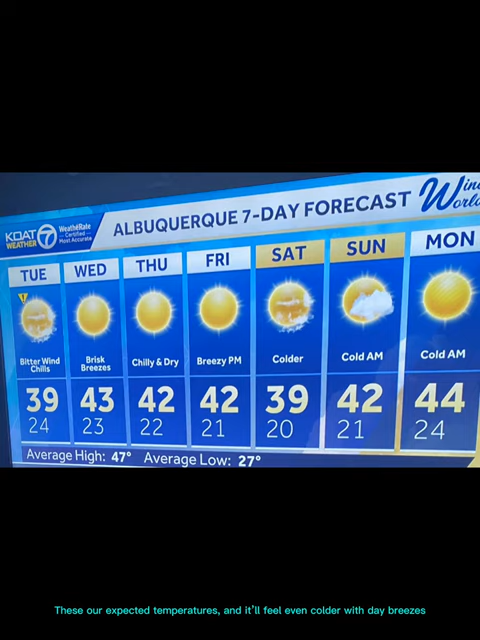 KOAT 7
WEATHER
WeatheRate
Certified
Most Accurate
ALBUQUERQUE 7-DAY FORECAST
TUE WED THU FRI SAT SUN MON
Bitter Wind Chills
Brisk Breezes
Chilly & Dry
Breezy PM
Colder
Cold AM
Cold AM
39 43 42 42 39 42 44
24 23 22 21 20 21 24
Average High: 47° Average Low: 27°
These our expected temperatures, and it'll feel even colder with day breezes